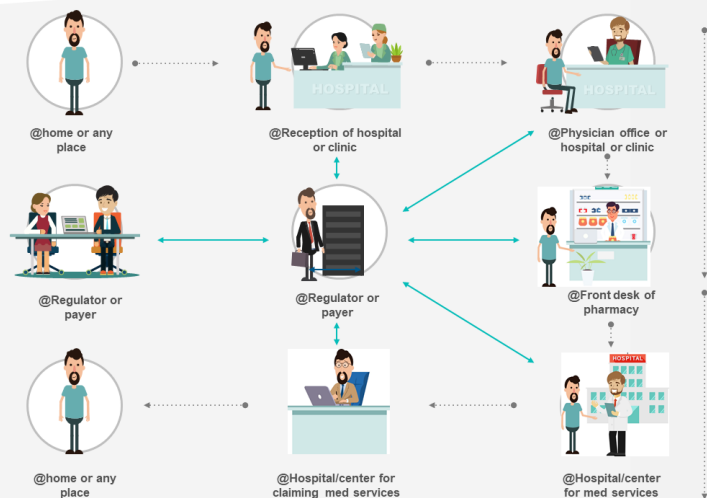 HOSPITAL
HOSPITAL
@home or any
place
@Reception of hospital
or clinic
@Physician office or
hospital or clinic
@Regulator or
payer
@Regulator or
payer
@Front desk of
pharmacy
HOSPITAL
@home or any
place
@Hospital/center for
claiming med services
@Hospital/center
for med services